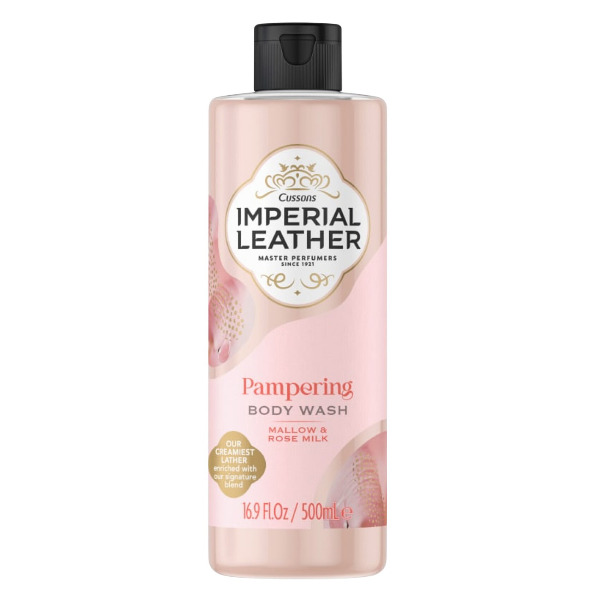 Cussons
IMPERIAL
LEATHER
MASTER PERFUMERS
SINCE 1921
Pampering
BODY WASH
MALLOW &
ROSE MILK
OUR
CREAMIEST
LATHER
enriched with
our signature
blend
16.9 Fl.Oz / 500mL e